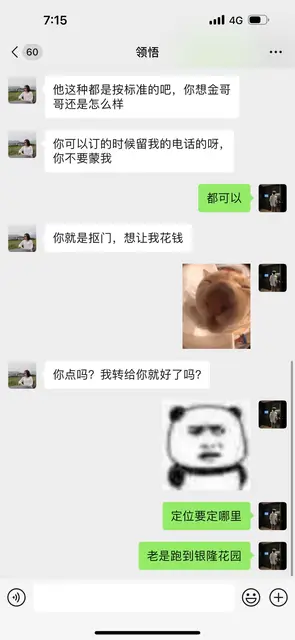 7:15
4G
60
领悟
他这种都是按标准的吧，你想金哥
哥还是怎么样
你可以订的时候留我的电话的呀，
你不要蒙我
都可以
你就是抠门，想让我花钱
你点吗？我转给你就好了吗？
定位要定哪里
老是跑到银隆花园